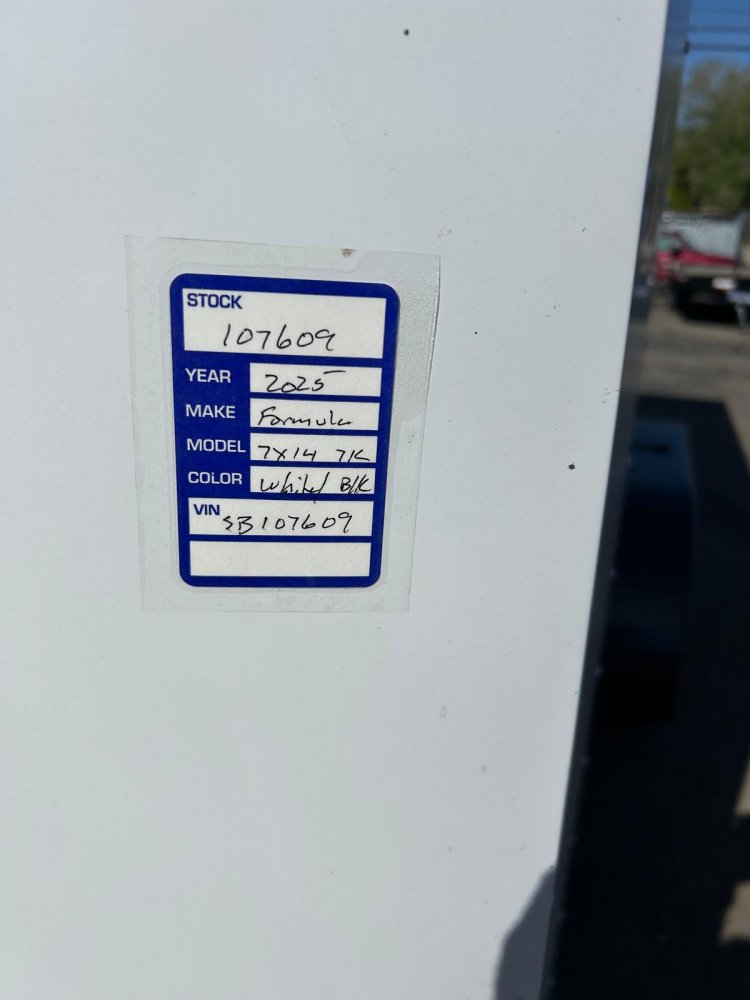 STOCK
107609
YEAR 2025
MAKE Formula
MODEL 7X14 7K
COLOR White/ Blk
VIN SB107609